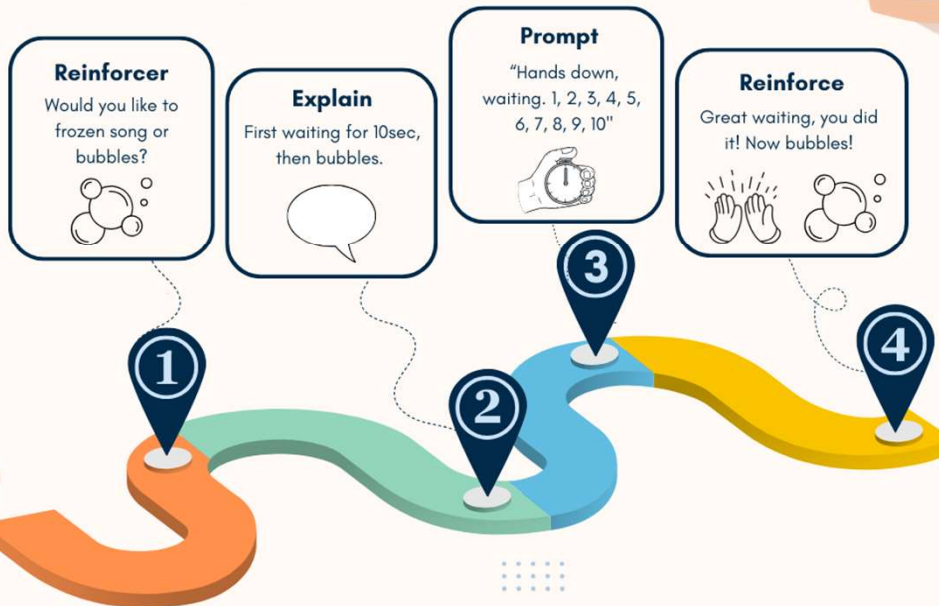 Reinforcer
Would you like to
frozen song or
bubbles?
Explain
First waiting for 10sec,
then bubbles.
Prompt
“Hands down,
waiting. 1, 2, 3, 4, 5,
6, 7, 8, 9, 10"
Reinforce
Great waiting, you did
it! Now bubbles!
1
2
3
4